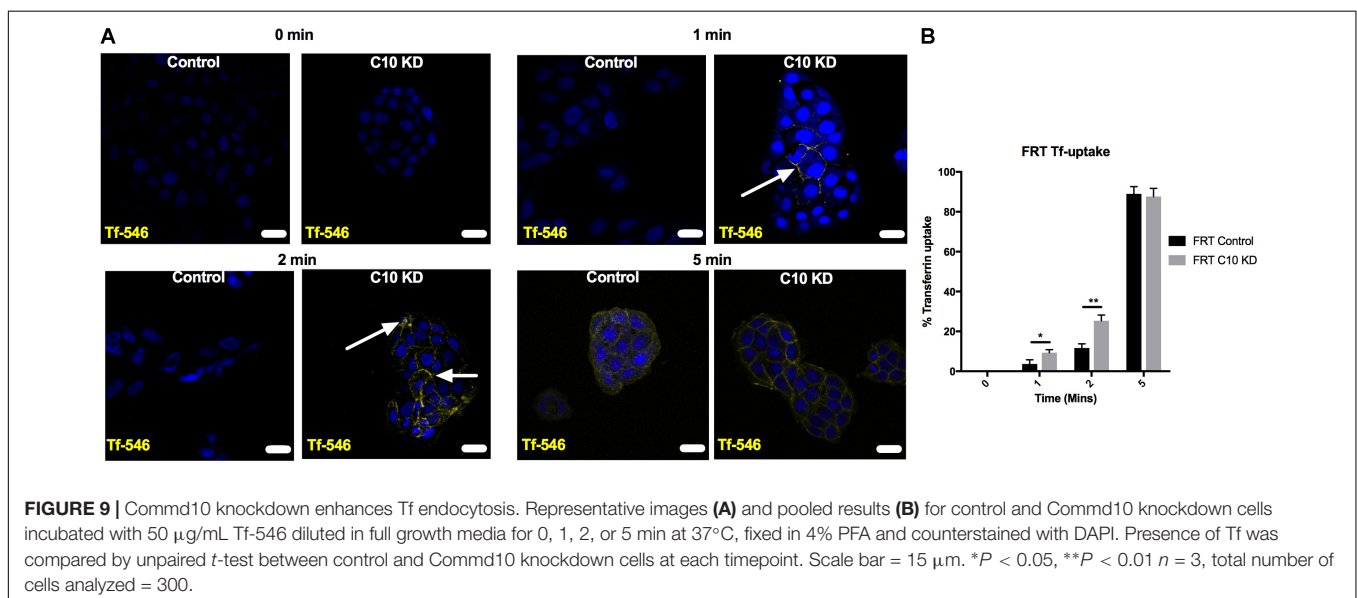 A
0 min
1 min
B
Control
C10 KD
Control
C10 KD
Tf-546
Tf-546
Tf-546
Tf-546
2 min
5 min
Control
C10 KD
Control
C10 KD
Tf-546
Tf-546
Tf-546
Tf-546
FRT Tf-uptake
% Transferrin uptake
100
80
60
40
20
0
*
**
0
1
2
5
Time (Mins)
FRT Control
FRT C10 KD
FIGURE 9 | Commd10 knockdown enhances Tf endocytosis. Representative images (A) and pooled results (B) for control and Commd10 knockdown cells
incubated with 50 μg/mL Tf-546 diluted in full growth media for 0, 1, 2, or 5 min at 37°C, fixed in 4% PFA and counterstained with DAPI. Presence of Tf was
compared by unpaired t-test between control and Commd10 knockdown cells at each timepoint. Scale bar = 15 μm. *P < 0.05, **P < 0.01 n = 3, total number of
cells analyzed = 300.